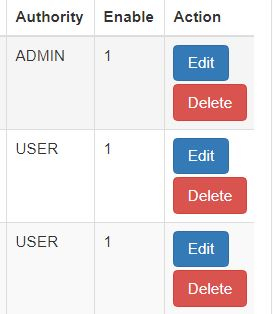 Authority Enable Action
ADMIN 1 Edit
Delete
USER 1 Edit
Delete
USER 1 Edit
Delete